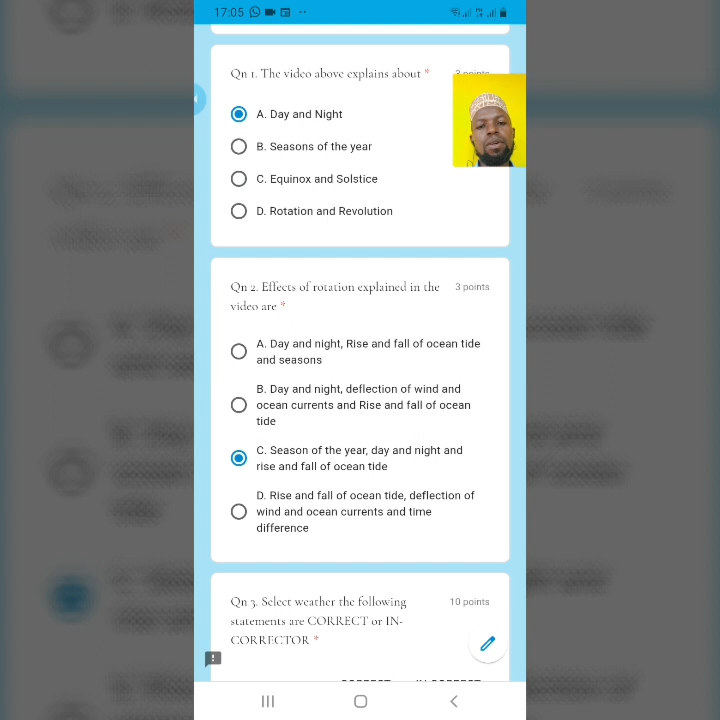 17:05
Qn 1. The video above explains about *
A. Day and Night
B. Seasons of the year
C. Equinox and Solstice
D. Rotation and Revolution
Qn 2. Effects of rotation explained in the
video are *
3 points
A. Day and night, Rise and fall of ocean tide
and seasons
B. Day and night, deflection of wind and
ocean currents and Rise and fall of ocean
tide
C. Season of the year, day and night and
rise and fall of ocean tide
D. Rise and fall of ocean tide, deflection of
wind and ocean currents and time
difference
Qn 3. Select weather the following
statements are CORRECT or IN-
CORRECTOR *
10 points